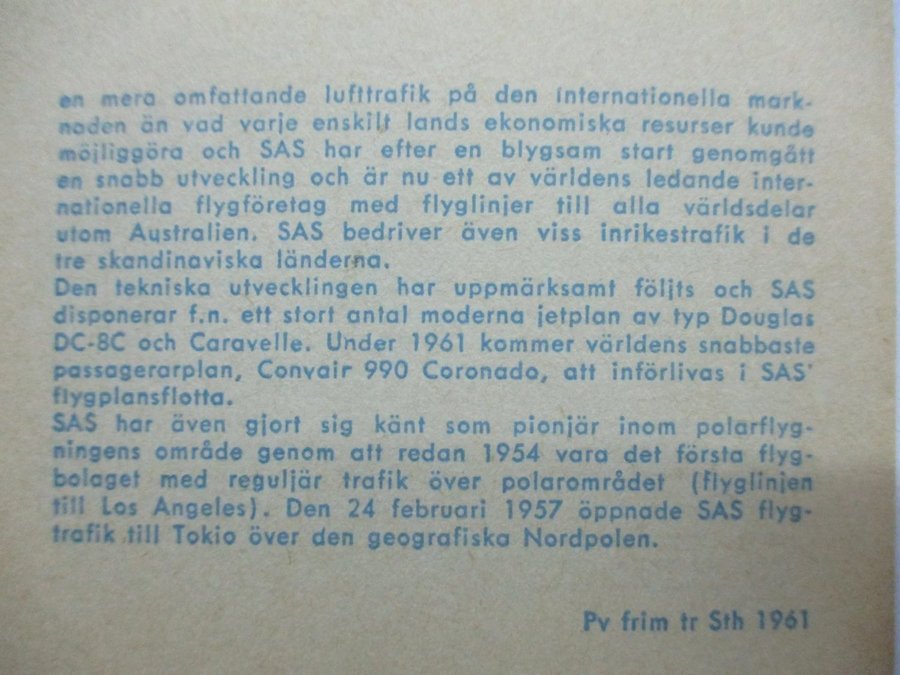 en mera omfattande lufttrafik på den internationella mark-
naden än vad varje enskilt lands ekonomiska resurser kunde
möjliggöra och SAS har efter en blygsam start genomgått
en snabb utveckling och är nu ett av världens ledande inter-
nationella flygföretag med flyglinjer till alla världsdelar
utom Australien. SAS bedriver även viss inrikestrafik i de
tre skandinaviska länderna.
Den tekniska utvecklingen har uppmärksamt följts och SAS
disponerar f.n. ett stort antal moderna jetplan av typ Douglas
DC-8C och Caravelle. Under 1961 kommer världens snabbaste
passagerarplan, Convair 990 Coronado, att införlivas i SAS'
flygplansflotta.
SAS har även gjort sig känt som pionjär inom polarflyg-
ningens område genom att redan 1954 vara det första flyg-
bolaget med reguljär trafik över polarområdet (flyglinjen
till Los Angeles). Den 24 februari 1957 öppnade SAS flyg-
trafik till Tokio över den geografiska Nordpolen.
Pv frim tr Sth 1961